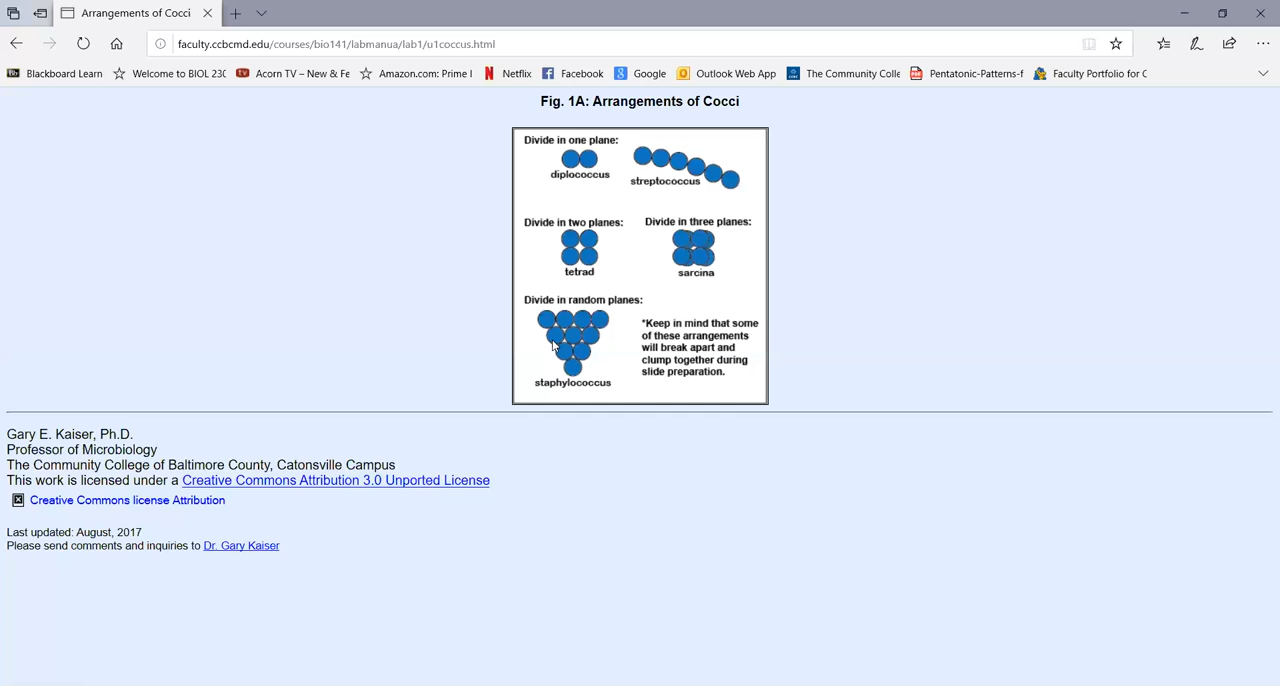 Arrangements of Cocci
faculty.ccbcmd.edu/courses/bio141/labmanua/lab1/u1coccus.html
Blackboard Learn Welcome to BIOL 230 Acorn TV – New & Fe Amazon.com: Prime I Netflix Facebook Google Outlook Web App The Community Colle Pentatonic-Patterns-f Faculty Portfolio for C
Fig. 1A: Arrangements of Cocci
Divide in one plane:
diplococcus
streptococcus
Divide in two planes:
tetrad
Divide in three planes:
sarcina
Divide in random planes:
staphylococcus
*Keep in mind that some
of these arrangements
will break apart and
clump together during
slide preparation.
Gary E. Kaiser, Ph.D.
Professor of Microbiology
The Community College of Baltimore County, Catonsville Campus
This work is licensed under a Creative Commons Attribution 3.0 Unported License
Creative Commons license Attribution
Last updated: August, 2017
Please send comments and inquiries to Dr. Gary Kaiser